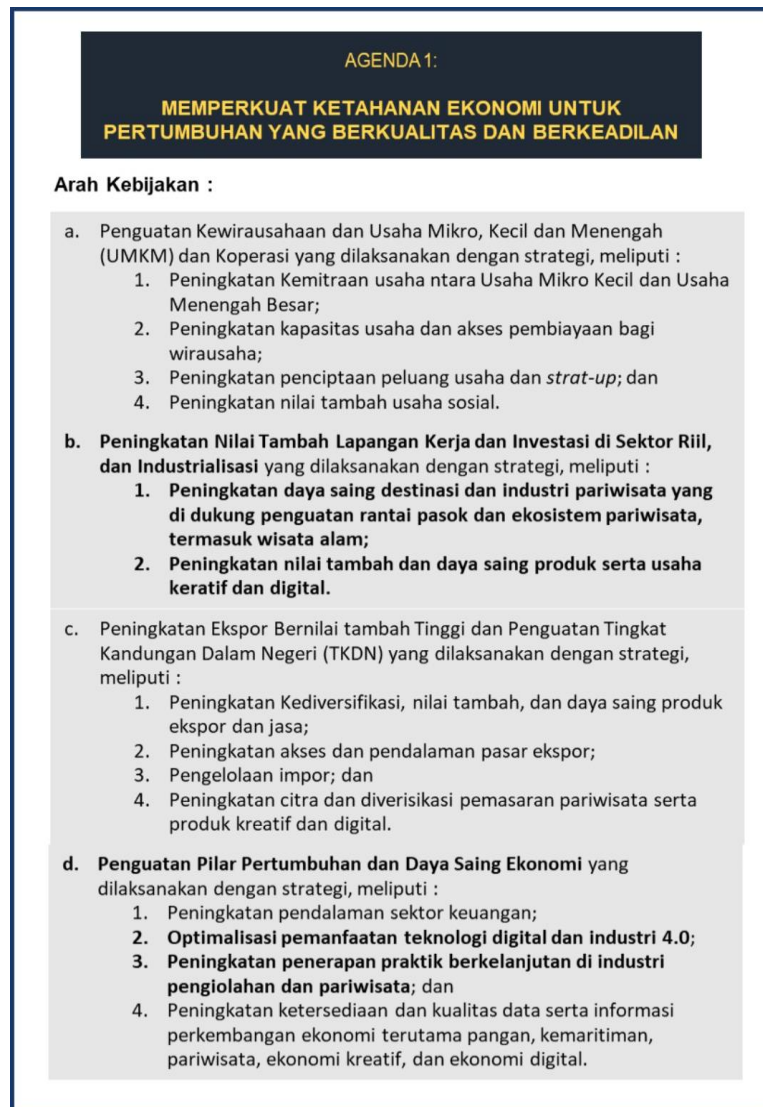 AGENDA 1:
MEMPERKUAT KETAHANAN EKONOMI UNTUK
PERTUMBUHAN YANG BERKUALITAS DAN BERKEADILAN
Arah Kebijakan :
a. Penguatan Kewirausahaan dan Usaha Mikro, Kecil dan Menengah
(UMKM) dan Koperasi yang dilaksanakan dengan strategi, meliputi :
1. Peningkatan Kemitraan usaha ntara Usaha Mikro Kecil dan Usaha
Menengah Besar;
2. Peningkatan kapasitas usaha dan akses pembiayaan bagi
wirausaha;
3. Peningkatan penciptaan peluang usaha dan strat-up; dan
4. Peningkatan nilai tambah usaha sosial.
b. Peningkatan Nilai Tambah Lapangan Kerja dan Investasi di Sektor Riil,
dan Industrialisasi yang dilaksanakan dengan strategi, meliputi :
1. Peningkatan daya saing destinasi dan industri pariwisata yang
di dukung penguatan rantai pasok dan ekosistem pariwisata,
termasuk wisata alam;
2. Peningkatan nilai tambah dan daya saing produk serta usaha
keratif dan digital.
c. Peningkatan Ekspor Bernilai tambah Tinggi dan Penguatan Tingkat
Kandungan Dalam Negeri (TKDN) yang dilaksanakan dengan strategi,
meliputi :
1. Peningkatan Kediversifikasi, nilai tambah, dan daya saing produk
ekspor dan jasa;
2. Peningkatan akses dan pendalaman pasar ekspor;
3. Pengelolaan impor; dan
4. Peningkatan citra dan diverisikasi pemasaran pariwisata serta
produk kreatif dan digital.
d. Penguatan Pilar Pertumbuhan dan Daya Saing Ekonomi yang
dilaksanakan dengan strategi, meliputi :
1. Peningkatan pendalaman sektor keuangan;
2. Optimalisasi pemanfaatan teknologi digital dan industri 4.0;
3. Peningkatan penerapan praktik berkelanjutan di industri
pengiolahan dan pariwisata; dan
4. Peningkatan ketersediaan dan kualitas data serta informasi
perkembangan ekonomi terutama pangan, kemaritiman,
pariwisata, ekonomi kreatif, dan ekonomi digital.